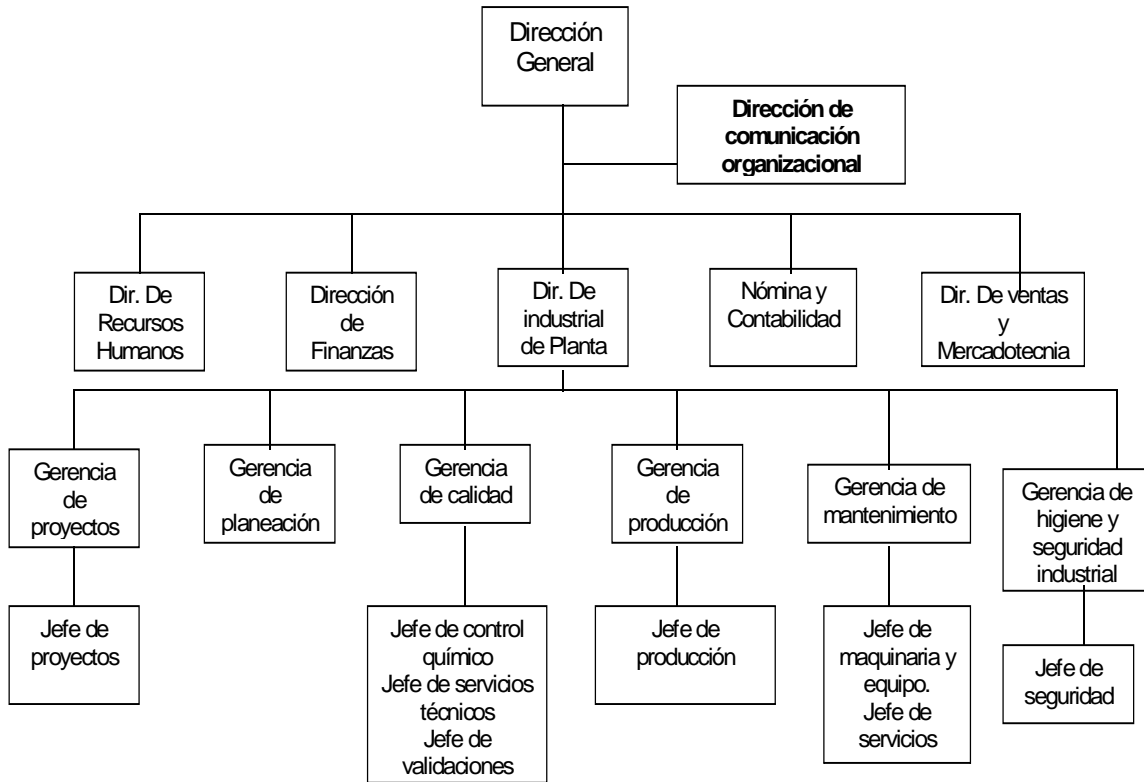 Dirección
General
Dirección de
comunicación
organizacional
Dir. De
Recursos
Humanos
Dirección
de
Finanzas
Dir. De
industrial
de Planta
Nómina y
Contabilidad
Dir. De ventas
y
Mercadotecnia
Gerencia
de
proyectos
Gerencia
de
planeación
Gerencia
de calidad
Gerencia
de
producción
Gerencia de
mantenimiento
Gerencia de
higiene y
seguridad
industrial
Jefe de
proyectos
Jefe de control
químico
Jefe de servicios
técnicos
Jefe de
validaciones
Jefe de
producción
Jefe de
maquinaria y
equipo.
Jefe de
servicios
Jefe de
seguridad